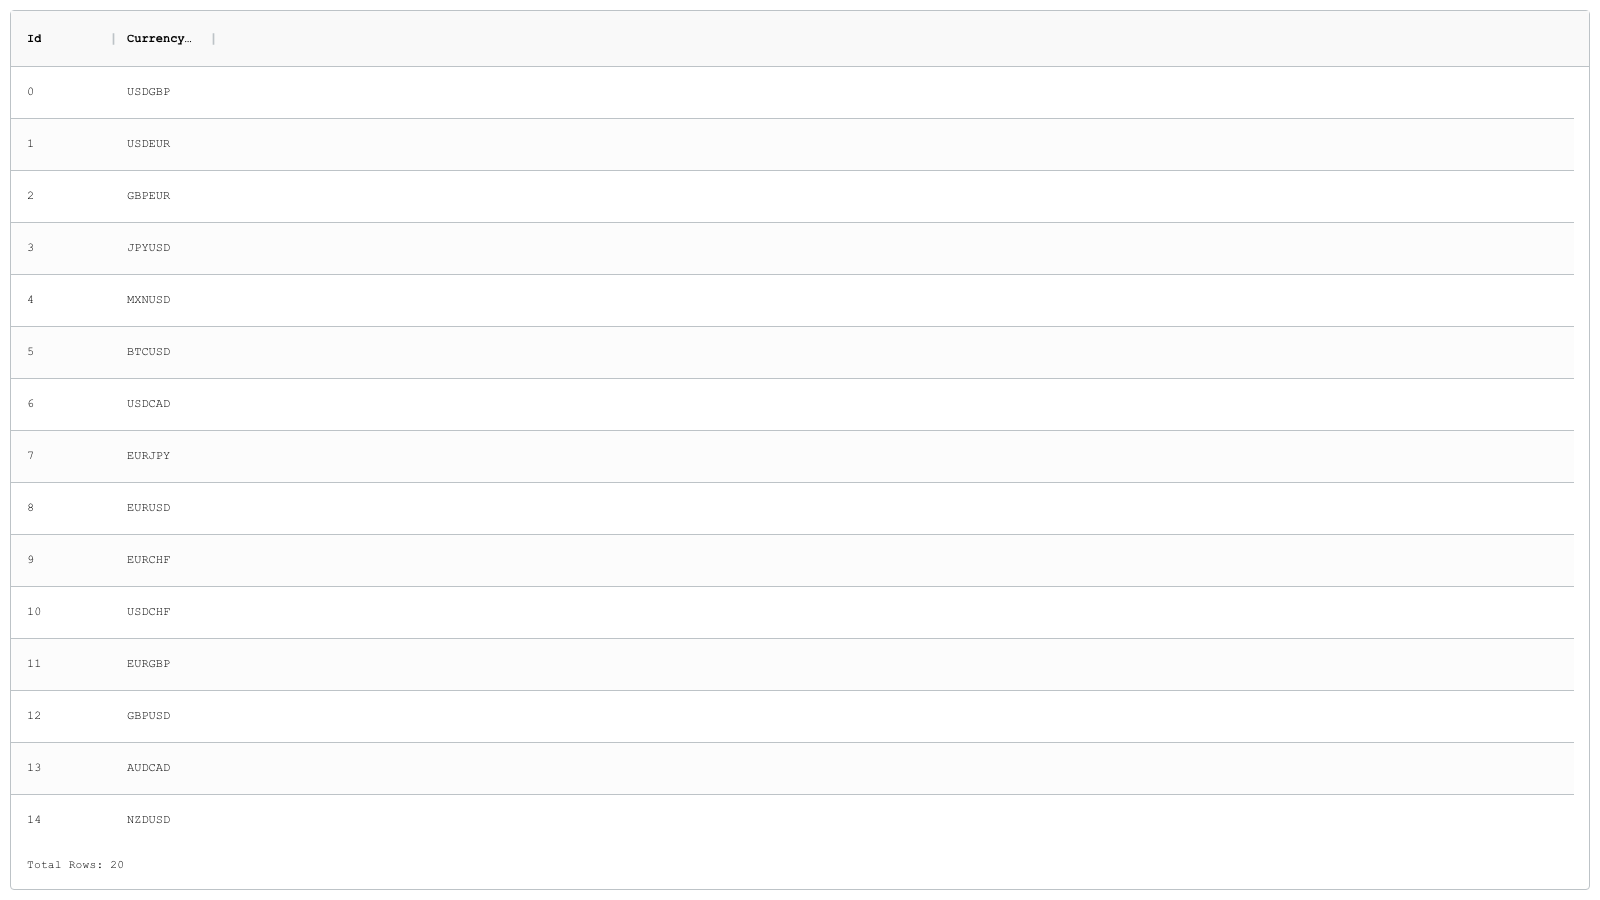 Id | Currency… |
0 USDGBP
1 USDEUR
2 GBPEUR
3 JPYUSD
4 MXNUSD
5 BTCUSD
6 USDCAD
7 EURJPY
8 EURUSD
9 EURCHF
10 USDCHF
11 EURGBP
12 GBPUSD
13 AUDCAD
14 NZDUSD
Total Rows: 20